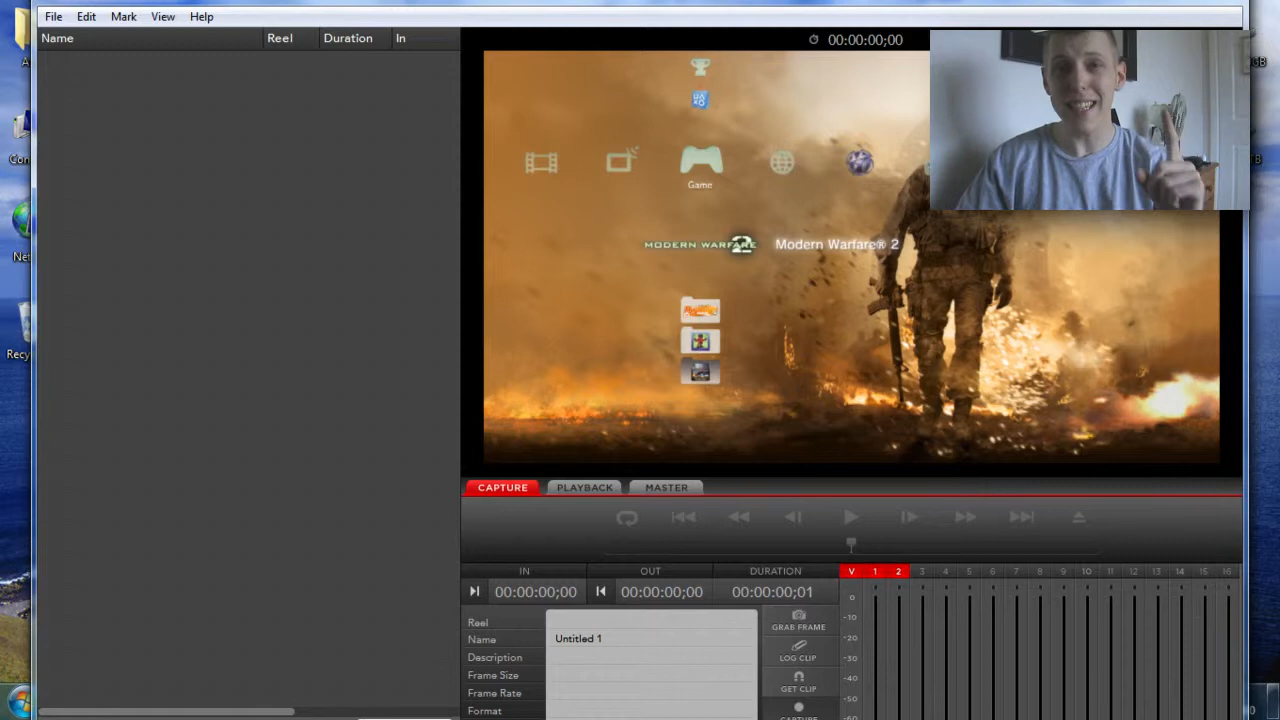 File Edit Mark View Help
Name Reel Duration In
00:00:00;00
Game
MODERN WARFARE 2 Modern Warfare® 2
CAPTURE PLAYBACK MASTER
IN OUT DURATION V 1 2 3 4 5 6 7 8 9 10 11 12 13 14 15 16
00:00:00;00 00:00:00;00 00:00:00;01
0
-10
-20
-30
-40
-50
-60
Reel
Name Untitled 1
Description
Frame Size
Frame Rate
Format
GRAB FRAME
LOG CLIP
GET CLIP
CAPTURE
Net
Recy